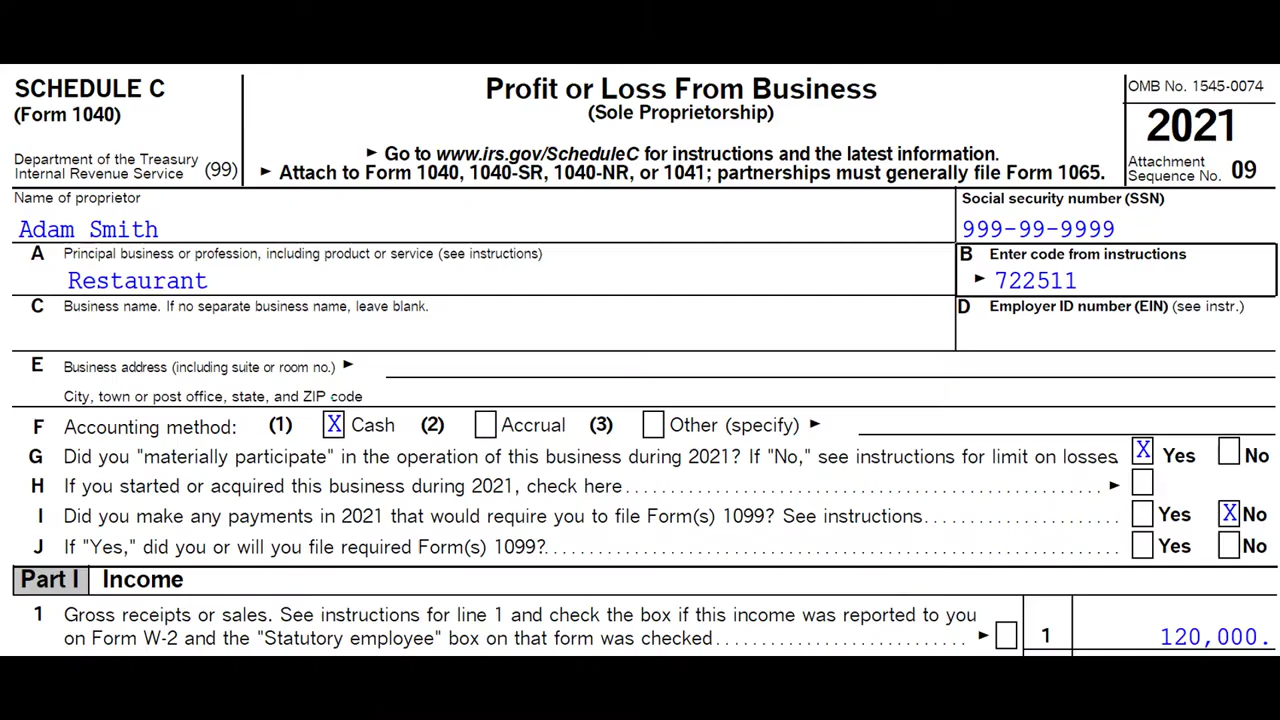 SCHEDULE C
(Form 1040)
Department of the Treasury
Internal Revenue Service (99)
Profit or Loss From Business
(Sole Proprietorship)
► Go to www.irs.gov/ScheduleC for instructions and the latest information.
► Attach to Form 1040, 1040-SR, 1040-NR, or 1041; partnerships must generally file Form 1065.
OMB No. 1545-0074
2021
Attachment
Sequence No. 09
Name of proprietor
Adam Smith
Social security number (SSN)
999-99-9999
A Principal business or profession, including product or service (see instructions)
Restaurant
B Enter code from instructions
► 722511
C Business name. If no separate business name, leave blank.
D Employer ID number (EIN) (see instr.)
E Business address (including suite or room no.) ►
City, town or post office, state, and ZIP code
F Accounting method: (1) X Cash (2) Accrual (3) Other (specify) ►
G Did you "materially participate" in the operation of this business during 2021? If "No," see instructions for limit on losses. X Yes No
H If you started or acquired this business during 2021, check here ►
I Did you make any payments in 2021 that would require you to file Form(s) 1099? See instructions Yes X No
J If "Yes," did you or will you file required Form(s) 1099? Yes No
Part I Income
1 Gross receipts or sales. See instructions for line 1 and check the box if this income was reported to you
on Form W-2 and the "Statutory employee" box on that form was checked ► 1 120,000.